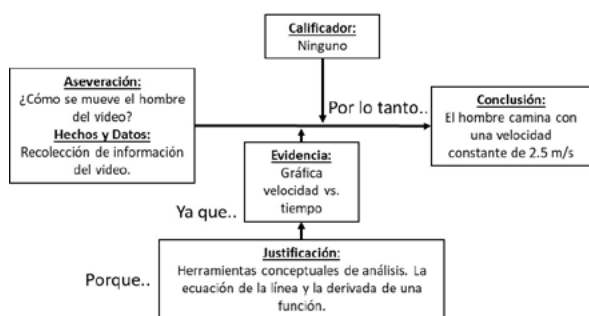 Calificador:
Ninguno
Aseveración:
¿Cómo se mueve el hombre
del video?
Hechos y Datos:
Recolección de información
del video.
Por lo tanto..
Conclusión:
El hombre camina con
una velocidad
constante de 2.5 m/s
Evidencia:
Gráfica
velocidad vs.
tiempo
Ya que..
Justificación:
Herramientas conceptuales de análisis. La
ecuación de la línea y la derivada de una
función.
Porque..